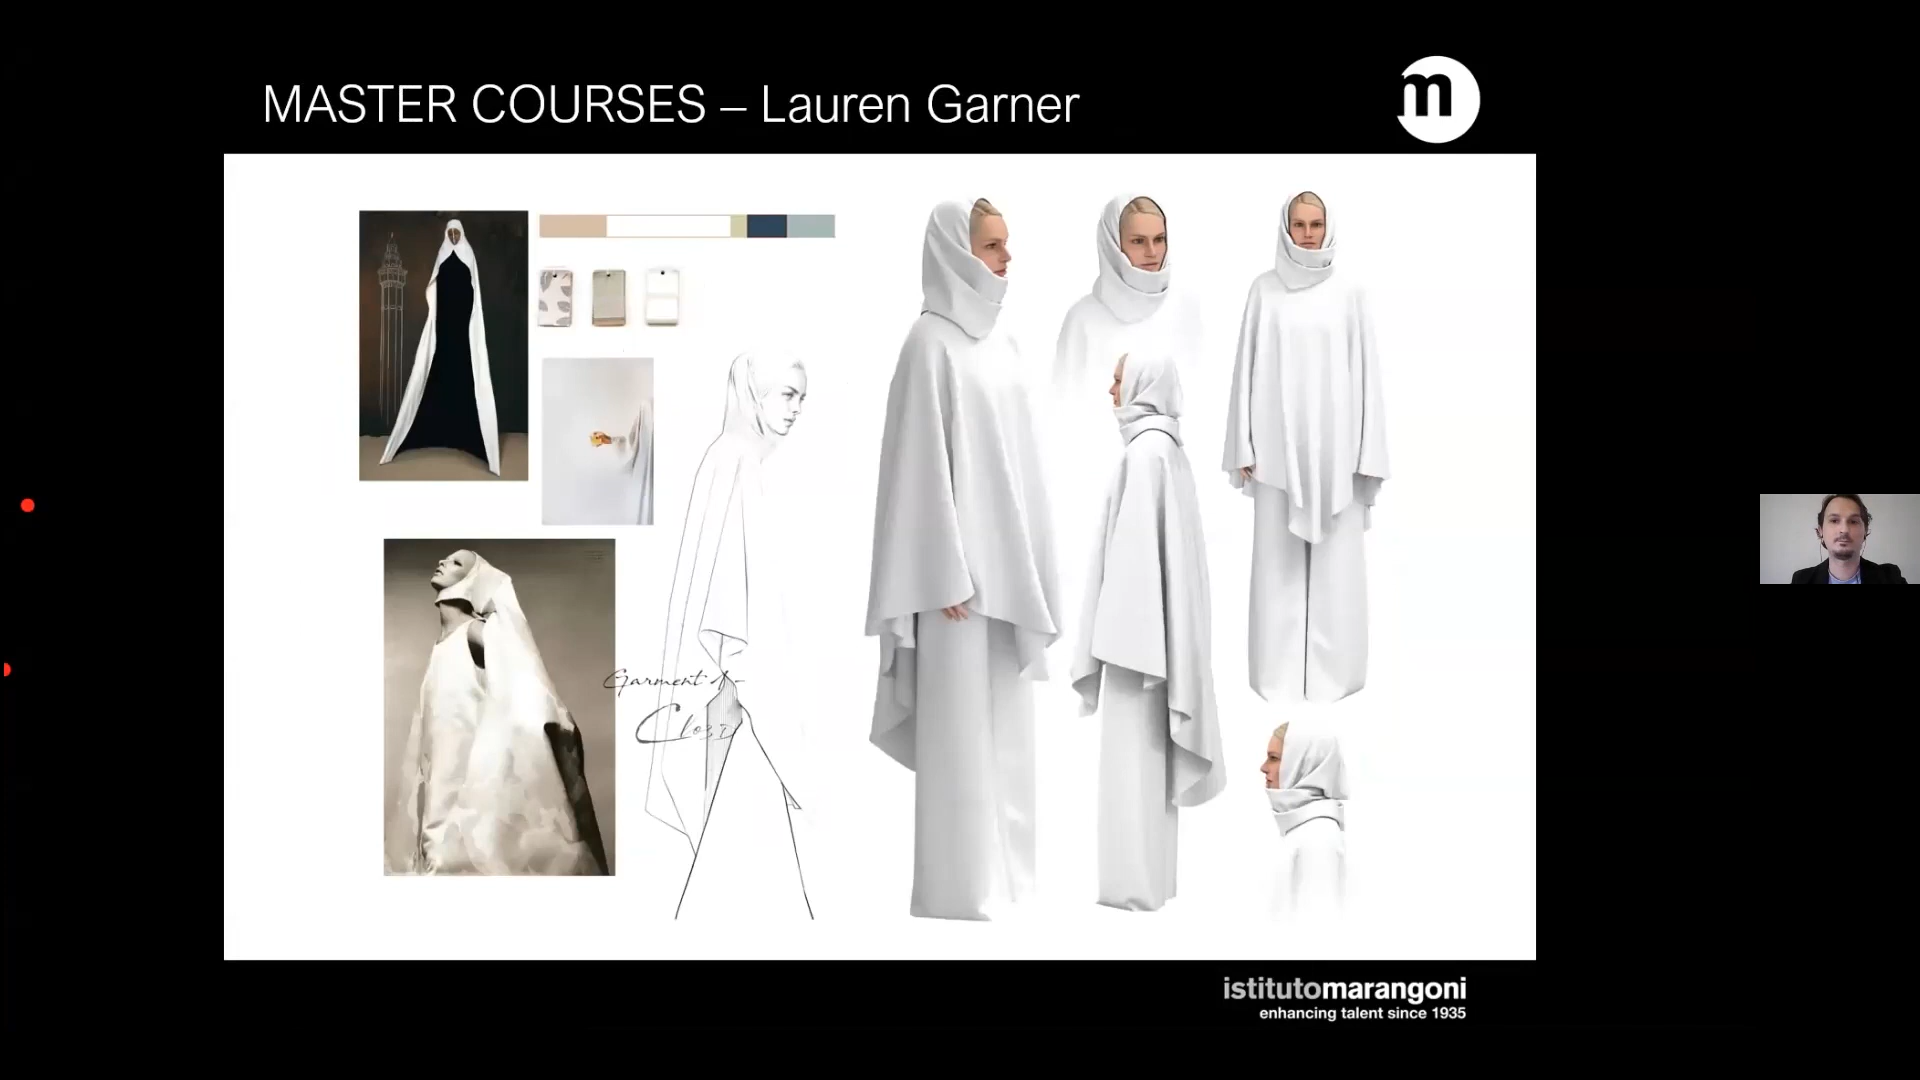 MASTER COURSES – Lauren Garner
m
Garment
istitutomarangoni
enhancing talent since 1935